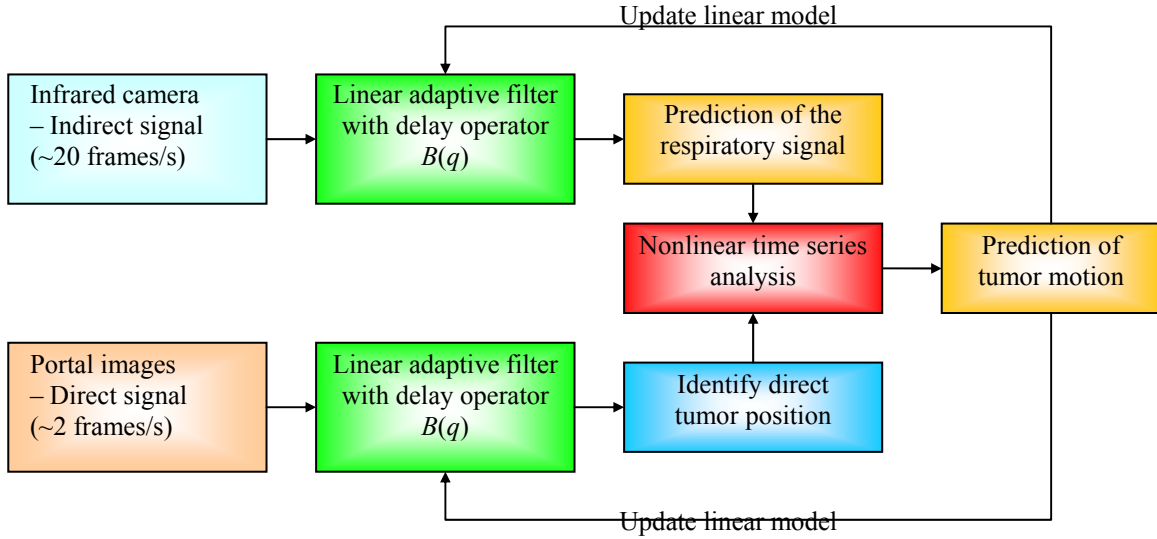 Update linear model
Infrared camera
– Indirect signal
(~20 frames/s)
Linear adaptive filter
with delay operator
B(q)
Prediction of the
respiratory signal
Nonlinear time series
analysis
Prediction of
tumor motion
Portal images
– Direct signal
(~2 frames/s)
Linear adaptive filter
with delay operator
B(q)
Identify direct
tumor position
Update linear model